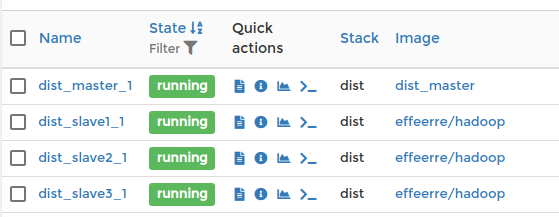 Name State Filter Quick actions Stack Image
dist_master_1 running dist dist_master
dist_slave1_1 running dist effeerre/hadoop
dist_slave2_1 running dist effeerre/hadoop
dist_slave3_1 running dist effeerre/hadoop